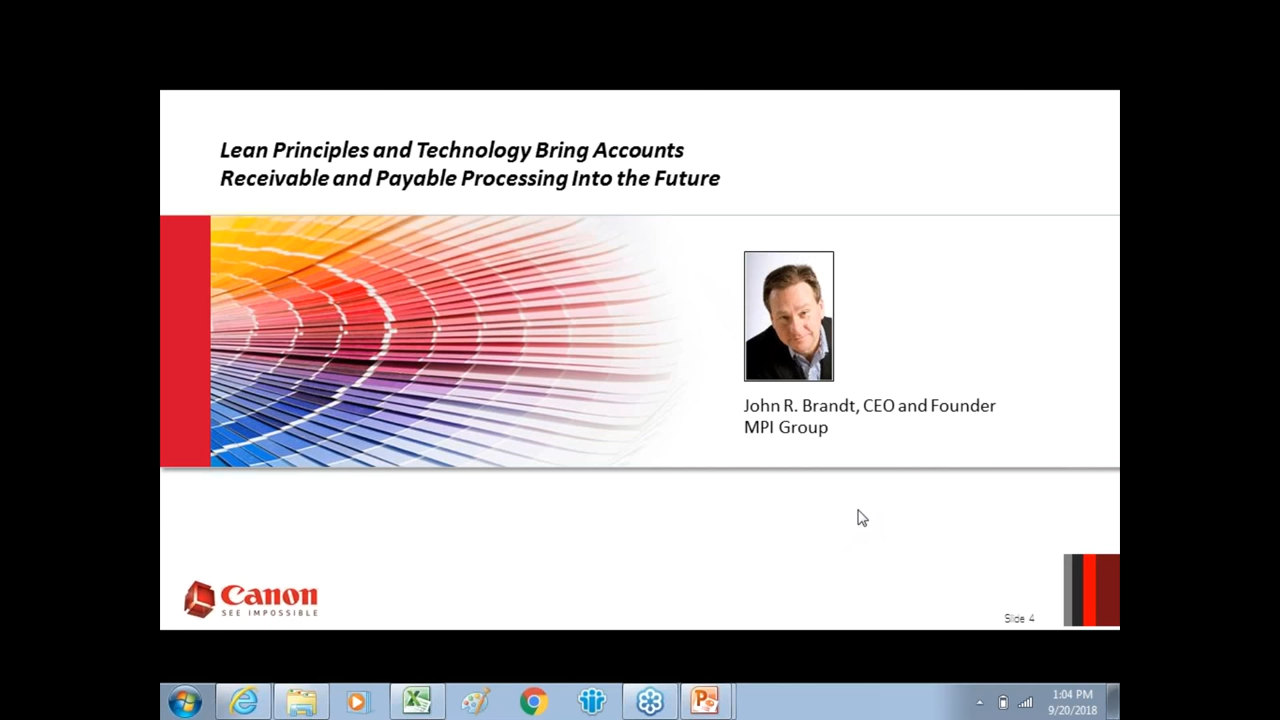 Lean Principles and Technology Bring Accounts
Receivable and Payable Processing Into the Future
John R. Brandt, CEO and Founder
MPI Group
Canon
SEE IMPOSSIBLE
Slide 4
1:04 PM
9/20/2018